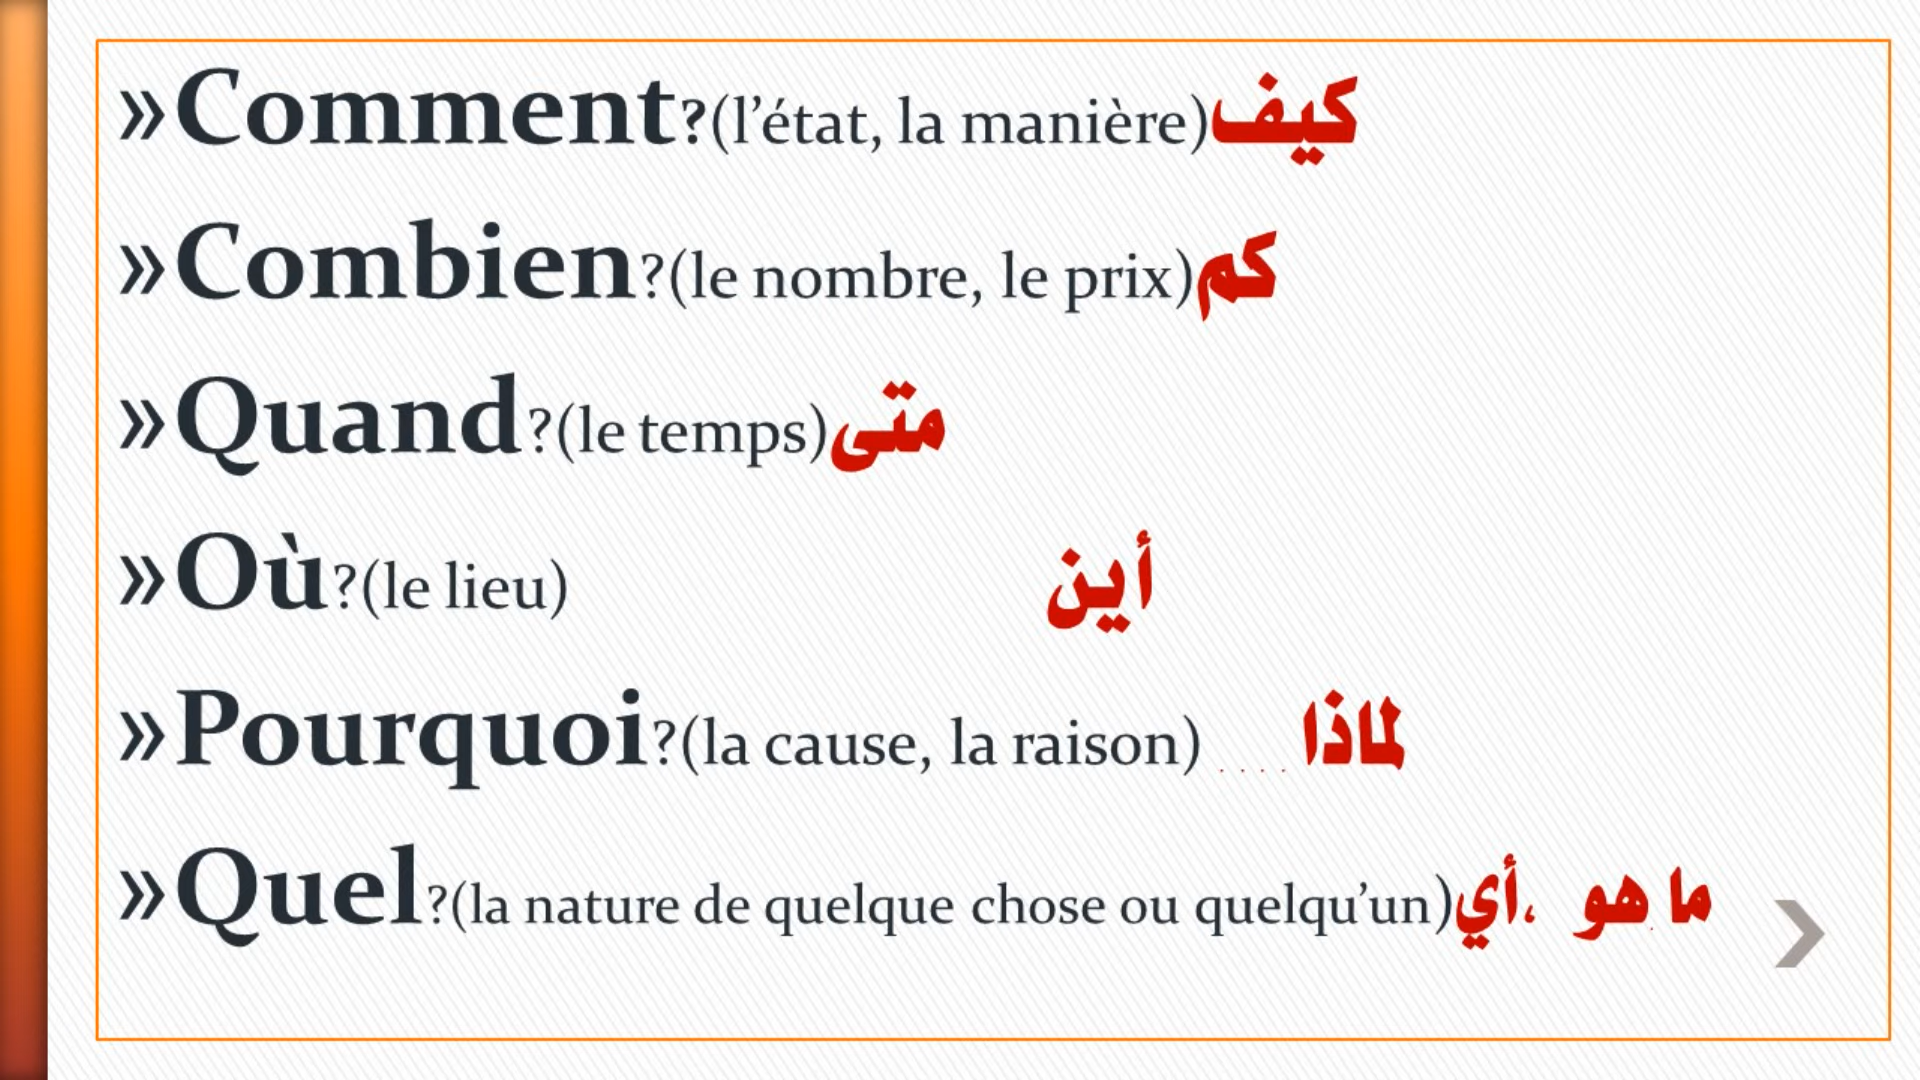 »Comment?(l’état, la manière)كيف
»Combien?(le nombre, le prix)كم
»Quand?(le temps)متى
»Où?(le lieu) أين
»Pourquoi?(la cause, la raison) .... لماذا
»Quel?(la nature de quelque chose ou quelqu’un)ما هو ،أي